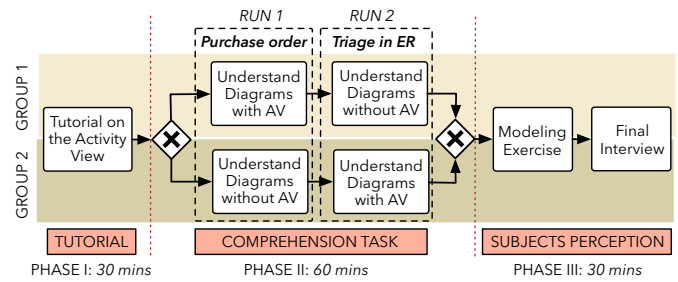 RUN 1
RUN 2
Purchase order
Triage in ER
GROUP 1
GROUP 2
Tutorial on
the Activity
View
Understand
Diagrams
with AV
Understand
Diagrams
without AV
Understand
Diagrams
without AV
Understand
Diagrams
with AV
Modeling
Exercise
Final
Interview
TUTORIAL
COMPREHENSION TASK
SUBJECTS PERCEPTION
PHASE I: 30 mins
PHASE II: 60 mins
PHASE III: 30 mins